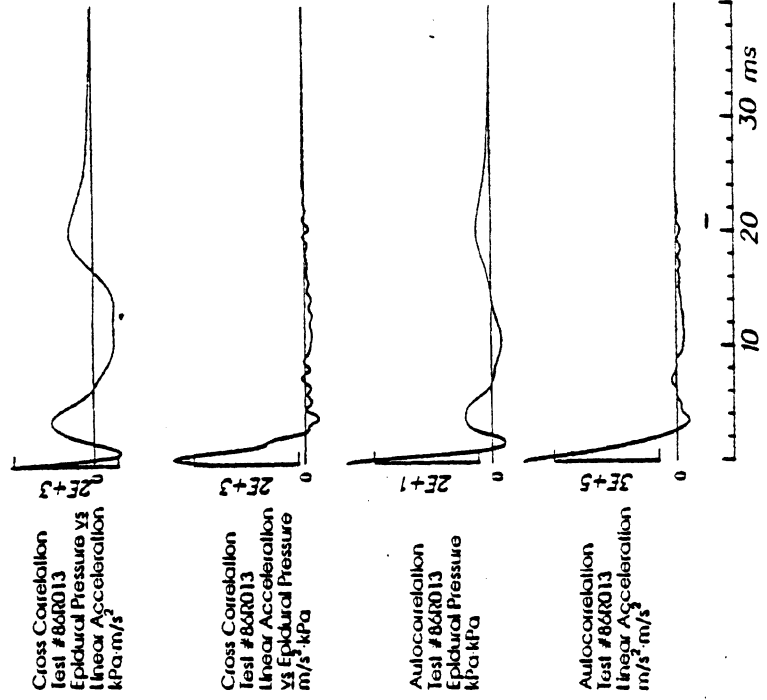 Cross Correlation
Test #86R013
Epidural Pressure vs
Linear Acceleration
kPa·m/s²
2E+3
0
Cross Correlation
Test #86R013
Linear Acceleration
vs Epidural Pressure
m/s²·kPa
2E+3
0
Autocorrelation
Test #86R013
Epidural Pressure
kPa·kPa
2E+1
0
Autocorrelation
Test #86R013
Linear Acceleration
m/s²·m/s²
3E+5
0
10 20 30 ms